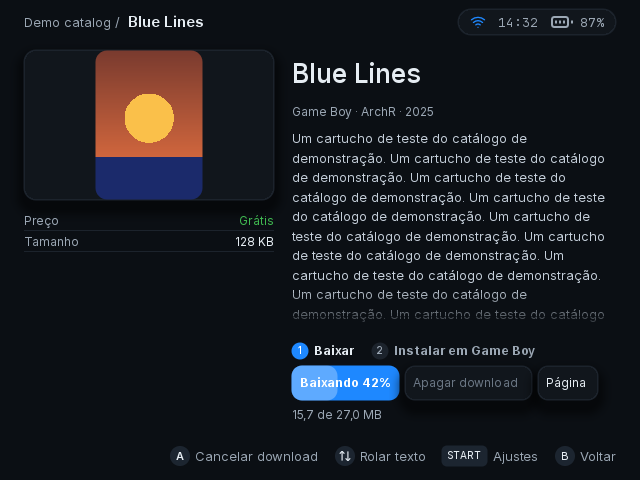 Demo catalog / Blue Lines
14:32 87%
Blue Lines
Game Boy · ArchR · 2025
Um cartucho de teste do catálogo de
demonstração. Um cartucho de teste do catálogo
de demonstração. Um cartucho de teste do
catálogo de demonstração. Um cartucho de teste
do catálogo de demonstração. Um cartucho de
teste do catálogo de demonstração. Um cartucho
de teste do catálogo de demonstração. Um
cartucho de teste do catálogo de demonstração.
Um cartucho de teste do catálogo de
demonstração. Um cartucho de teste do catálogo
Preço Grátis
Tamanho 128 KB
1 Baixar 2 Instalar em Game Boy
Baixando 42% Apagar download Página
15,7 de 27,0 MB
A Cancelar download Rolar texto START Ajustes B Voltar